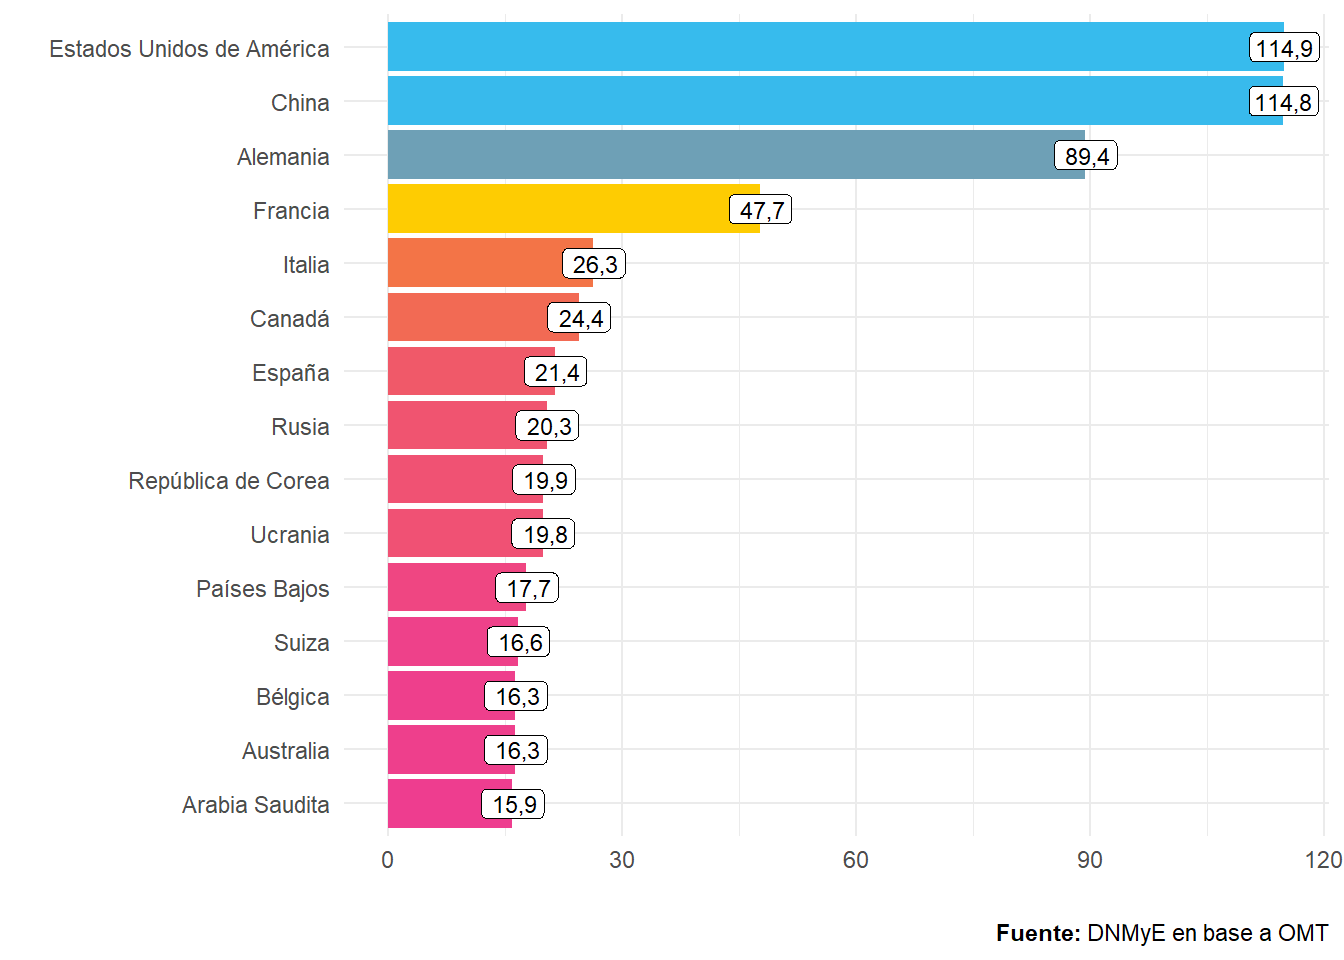 Estados Unidos de América 114,9
China 114,8
Alemania 89,4
Francia 47,7
Italia 26,3
Canadá 24,4
España 21,4
Rusia 20,3
República de Corea 19,9
Ucrania 19,8
Países Bajos 17,7
Suiza 16,6
Bélgica 16,3
Australia 16,3
Arabia Saudita 15,9
0 30 60 90 120
Fuente: DNMyE en base a OMT